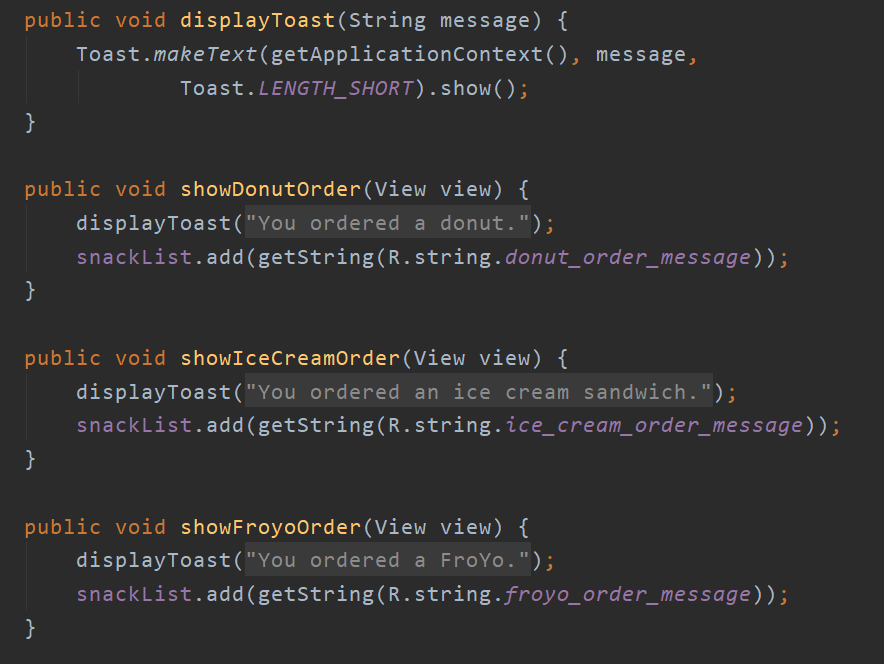 public void displayToast(String message) {
    Toast.makeText(getApplicationContext(), message,
            Toast.LENGTH_SHORT).show();
}

public void showDonutOrder(View view) {
    displayToast("You ordered a donut.");
    snackList.add(getString(R.string.donut_order_message));
}

public void showIceCreamOrder(View view) {
    displayToast("You ordered an ice cream sandwich.");
    snackList.add(getString(R.string.ice_cream_order_message));
}

public void showFroyoOrder(View view) {
    displayToast("You ordered a FroYo.");
    snackList.add(getString(R.string.froyo_order_message));
}